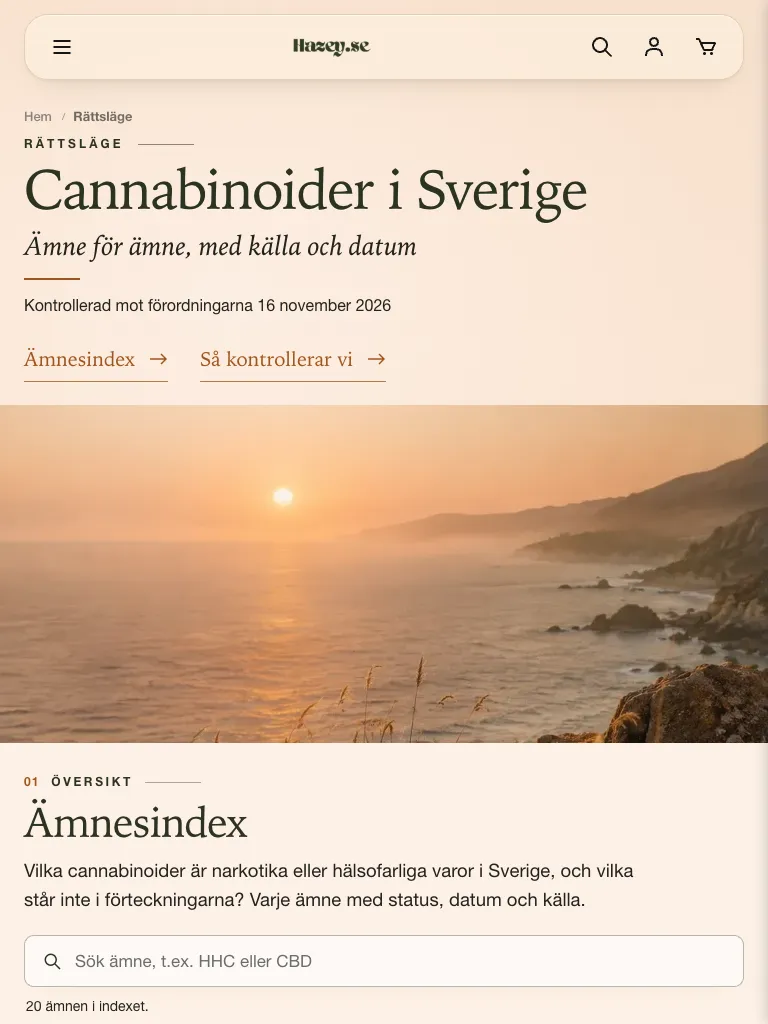 Hazey.se
Hem / Rättsläge
RÄTTSLÄGE
Cannabinoider i Sverige
Ämne för ämne, med källa och datum
Kontrollerad mot förordningarna 16 november 2026
Ämnesindex →
Så kontrollerar vi →
01 ÖVERSIKT
Ämnesindex
Vilka cannabinoider är narkotika eller hälsofarliga varor i Sverige, och vilka
står inte i förteckningarna? Varje ämne med status, datum och källa.
Sök ämne, t.ex. HHC eller CBD
20 ämnen i indexet.